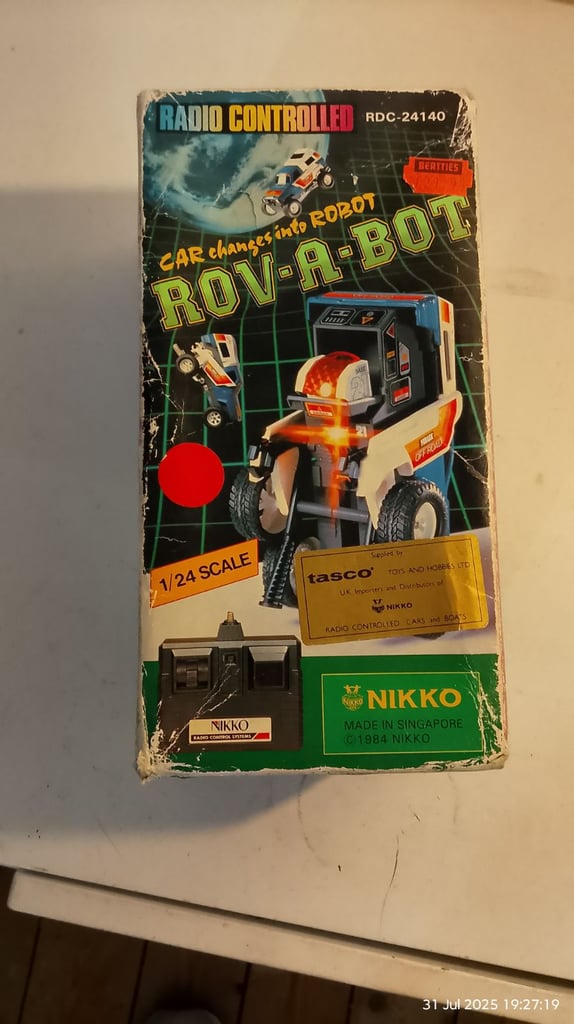 RADIO CONTROLLED RDC-24140
BERTTIES
CAR changes into ROBOT
ROV-A-BOT
OFF ROAD
1/24 SCALE
Supplied by
tasco TOYS AND HOBBIES LTD
U.K. Importers and Distributors of
NIKKO
RADIO CONTROLLED CARS and BOATS
NIKKO
RADIO CONTROL SYSTEMS
NIKKO
MADE IN SINGAPORE
© 1984 NIKKO
31 Jul 2025 19:27:19